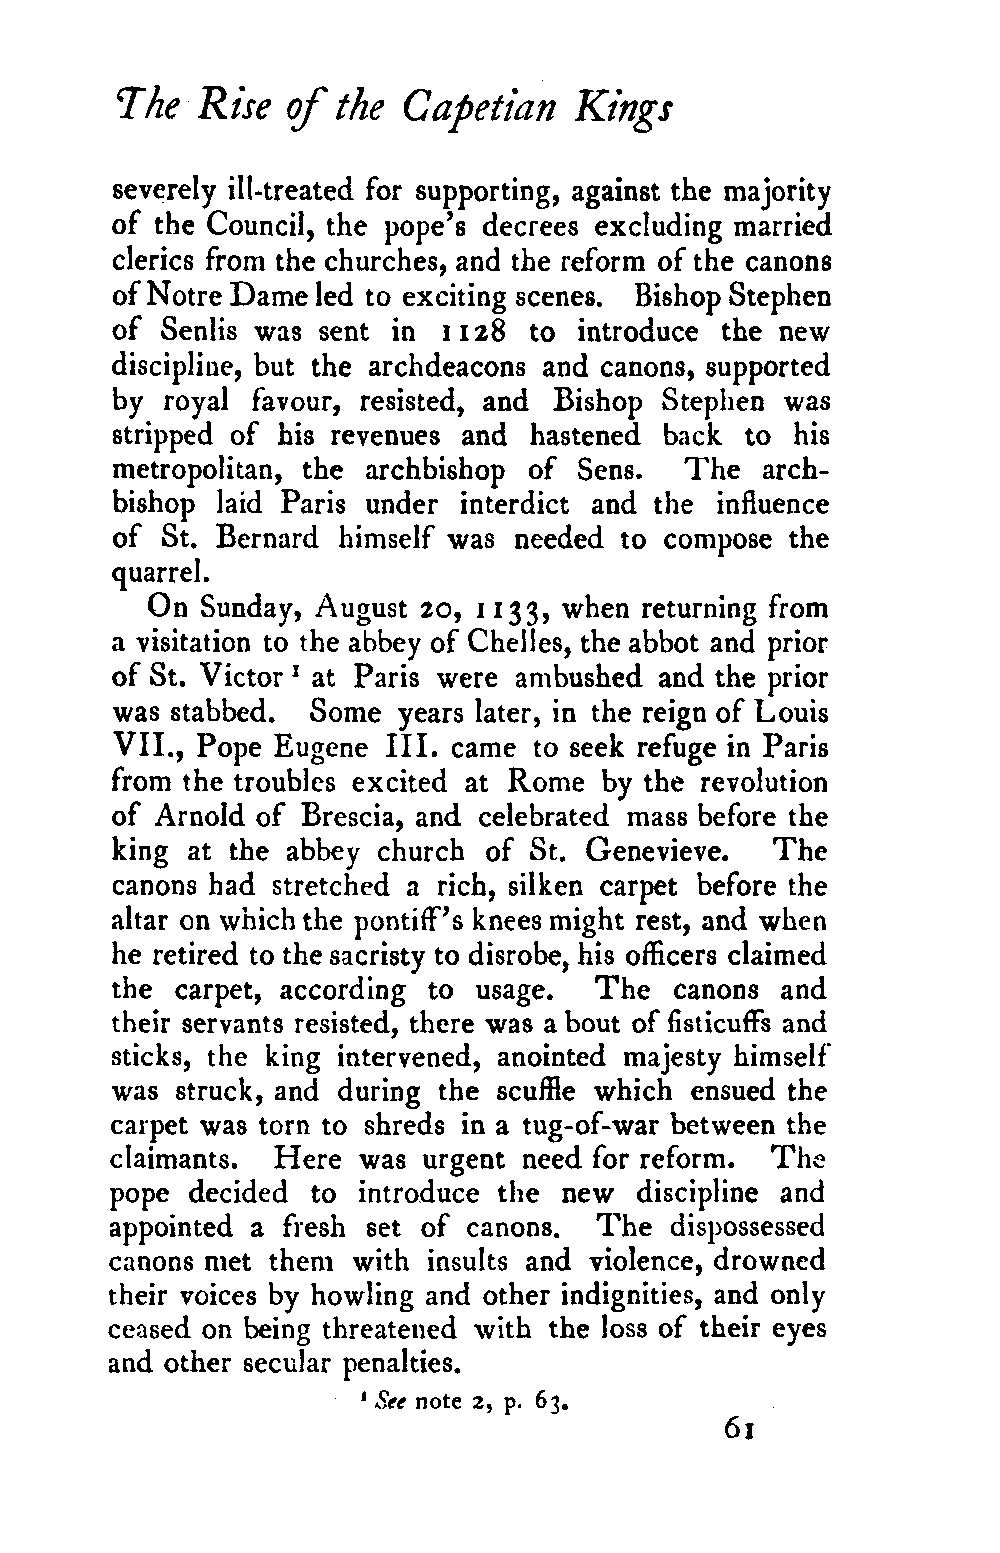 The Rise of the Capetian Kings
severely ill-treated for supporting, against the majority
of the Council, the pope's decrees excluding married
clerics from the churches, and the reform of the canons
of Notre Dame led to exciting scenes. Bishop Stephen
of Senlis was sent in 1128 to introduce the new
discipline, but the archdeacons and canons, supported
by royal favour, resisted, and Bishop Stephen was
stripped of his revenues and hastened back to his
metropolitan, the archbishop of Sens. The arch-
bishop laid Paris under interdict and the influence
of St. Bernard himself was needed to compose the
quarrel.
On Sunday, August 20, 1133, when returning from
a visitation to the abbey of Chelles, the abbot and prior
of St. Victor ¹ at Paris were ambushed and the prior
was stabbed. Some years later, in the reign of Louis
VII., Pope Eugene III. came to seek refuge in Paris
from the troubles excited at Rome by the revolution
of Arnold of Brescia, and celebrated mass before the
king at the abbey church of St. Genevieve. The
canons had stretched a rich, silken carpet before the
altar on which the pontiff's knees might rest, and when
he retired to the sacristy to disrobe, his officers claimed
the carpet, according to usage. The canons and
their servants resisted, there was a bout of fisticuffs and
sticks, the king intervened, anointed majesty himself
was struck, and during the scuffle which ensued the
carpet was torn to shreds in a tug-of-war between the
claimants. Here was urgent need for reform. The
pope decided to introduce the new discipline and
appointed a fresh set of canons. The dispossessed
canons met them with insults and violence, drowned
their voices by howling and other indignities, and only
ceased on being threatened with the loss of their eyes
and other secular penalties.
¹ See note 2, p. 63.
61